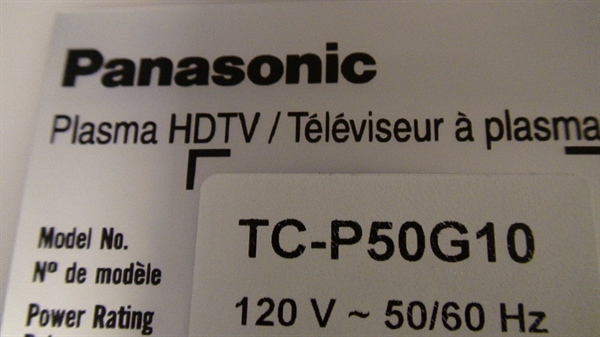 Panasonic
Plasma HDTV / Téléviseur à plasma
Model No.
Nº de modèle
TC-P50G10
Power Rating
120 V ~ 50/60 Hz